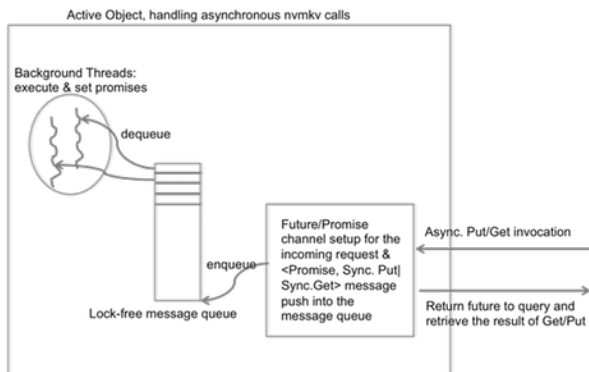 Active Object, handling asynchronous nvmkv calls
Background Threads:
execute & set promises
dequeue
Future/Promise
channel setup for the
incoming request &
<Promise, Sync. Put|
Sync.Get> message
push into the
message queue
Async. Put/Get invocation
enqueue
Lock-free message queue
Return future to query and
retrieve the result of Get/Put